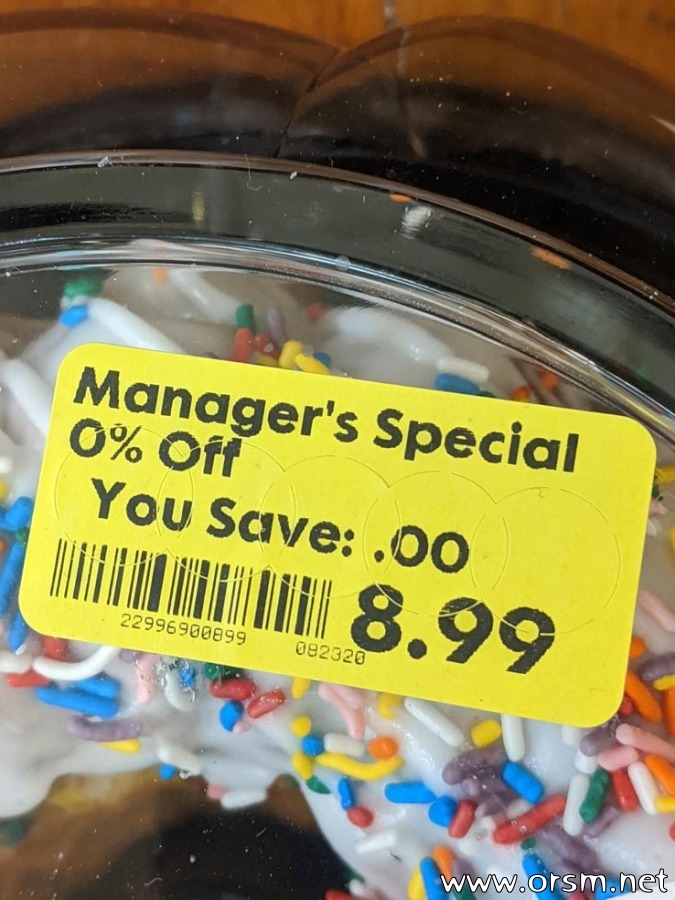 Manager's Special
0% Off
You Save: .00
8.99
22996900899
082320
www.orsm.net